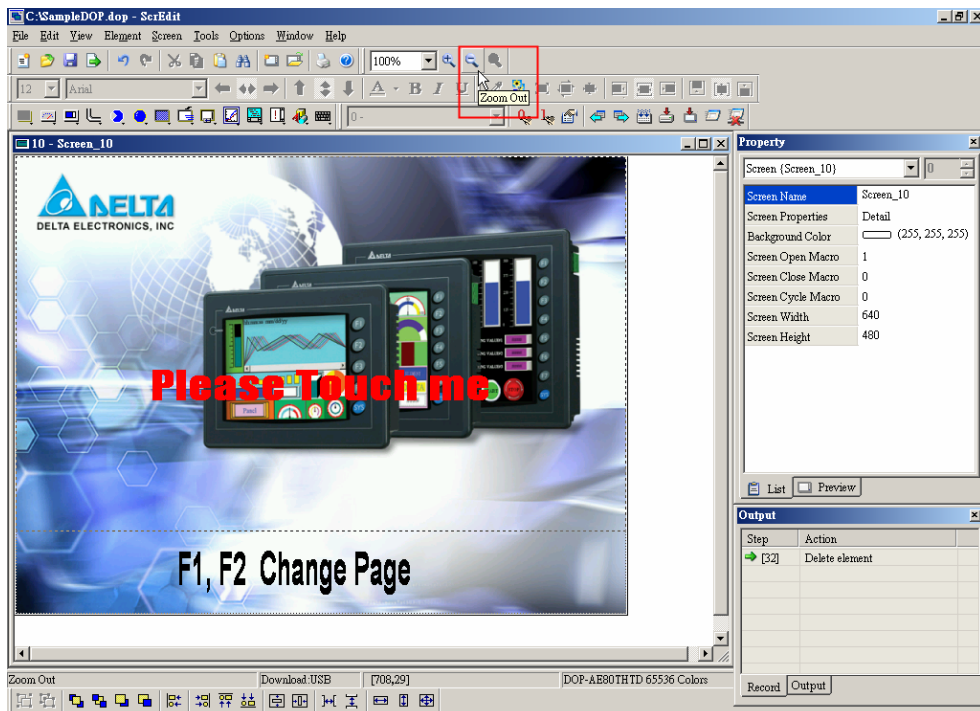 C:\SampleDOP.dop - ScrEdit
File Edit View Element Screen Tools Options Window Help
100%
12 Arial
B I U
Zoom Out
0 -
10 - Screen_10
DELTA
DELTA ELECTRONICS, INC
Please Touch me
F1, F2 Change Page
Property
Screen {Screen_10} 0
Screen Name Screen_10
Screen Properties Detail
Background Color (255, 255, 255)
Screen Open Macro 1
Screen Close Macro 0
Screen Cycle Macro 0
Screen Width 640
Screen Height 480
List Preview
Output
Step Action
[32] Delete element
Record Output
Zoom Out Download:USB [708,29] DOP-AE80THTD 65536 Colors